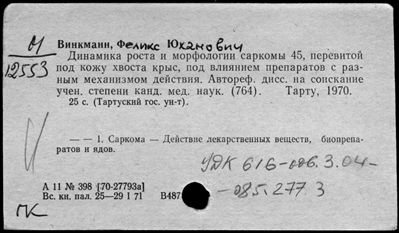 М
12553
Винкманн, Феликс Юханович
Динамика роста и морфологии саркомы 45, перевитой
под кожу хвоста крыс, под влиянием препаратов с раз-
ным механизмом действия. Автореф. дисс. на соискание
учен. степени канд. мед. наук. (764). Тарту, 1970.
25 с. (Тартуский гос. ун-т).
— — 1. Саркома — Действие лекарственных веществ, биопрепа-
ратов и ядов.
УДК 616-006.3.04-
-085.277.3
А 11 № 398 [70-27793а]
Вс. кн. пал. 25—29 I 71 В487
ГК